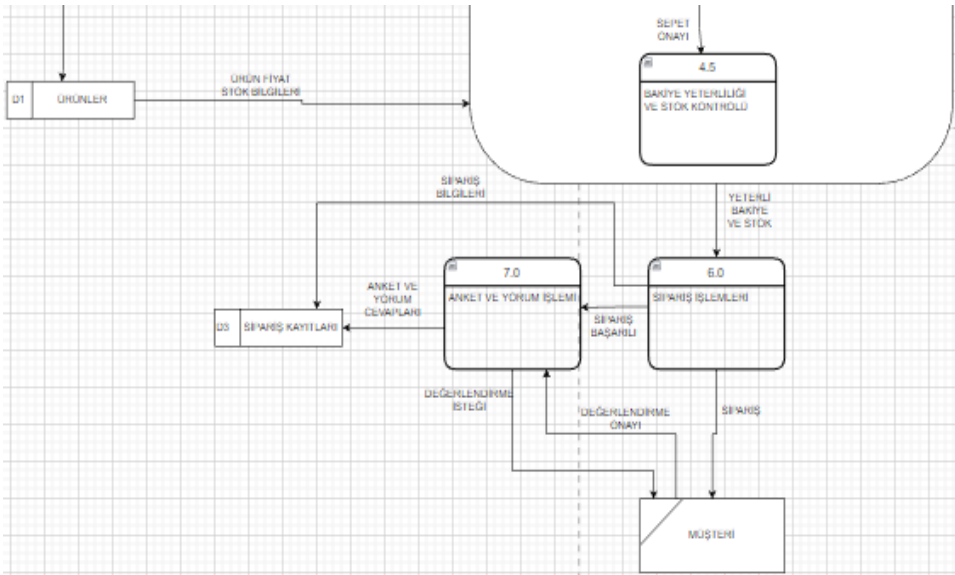 SEPET
ONAYI
4.5
BAKİYE YETERLİLİĞİ
VE STOK KONTROLÜ
D1
ÜRÜNLER
ÜRÜN FİYAT
STOK BİLGİLERİ
SİPARİŞ
BİLGİLERİ
YETERLİ
BAKİYE
VE STOK
7.0
ANKET VE YORUM İŞLEMİ
6.0
SİPARİŞ İŞLEMLERİ
ANKET VE
YORUM
CEVAPLARI
D3
SİPARİŞ KAYITLARI
SİPARİŞ
BAŞARILI
DEĞERLENDİRME
İSTEĞİ
DEĞERLENDİRME
ONAYI
SİPARİŞ
MÜŞTERİ